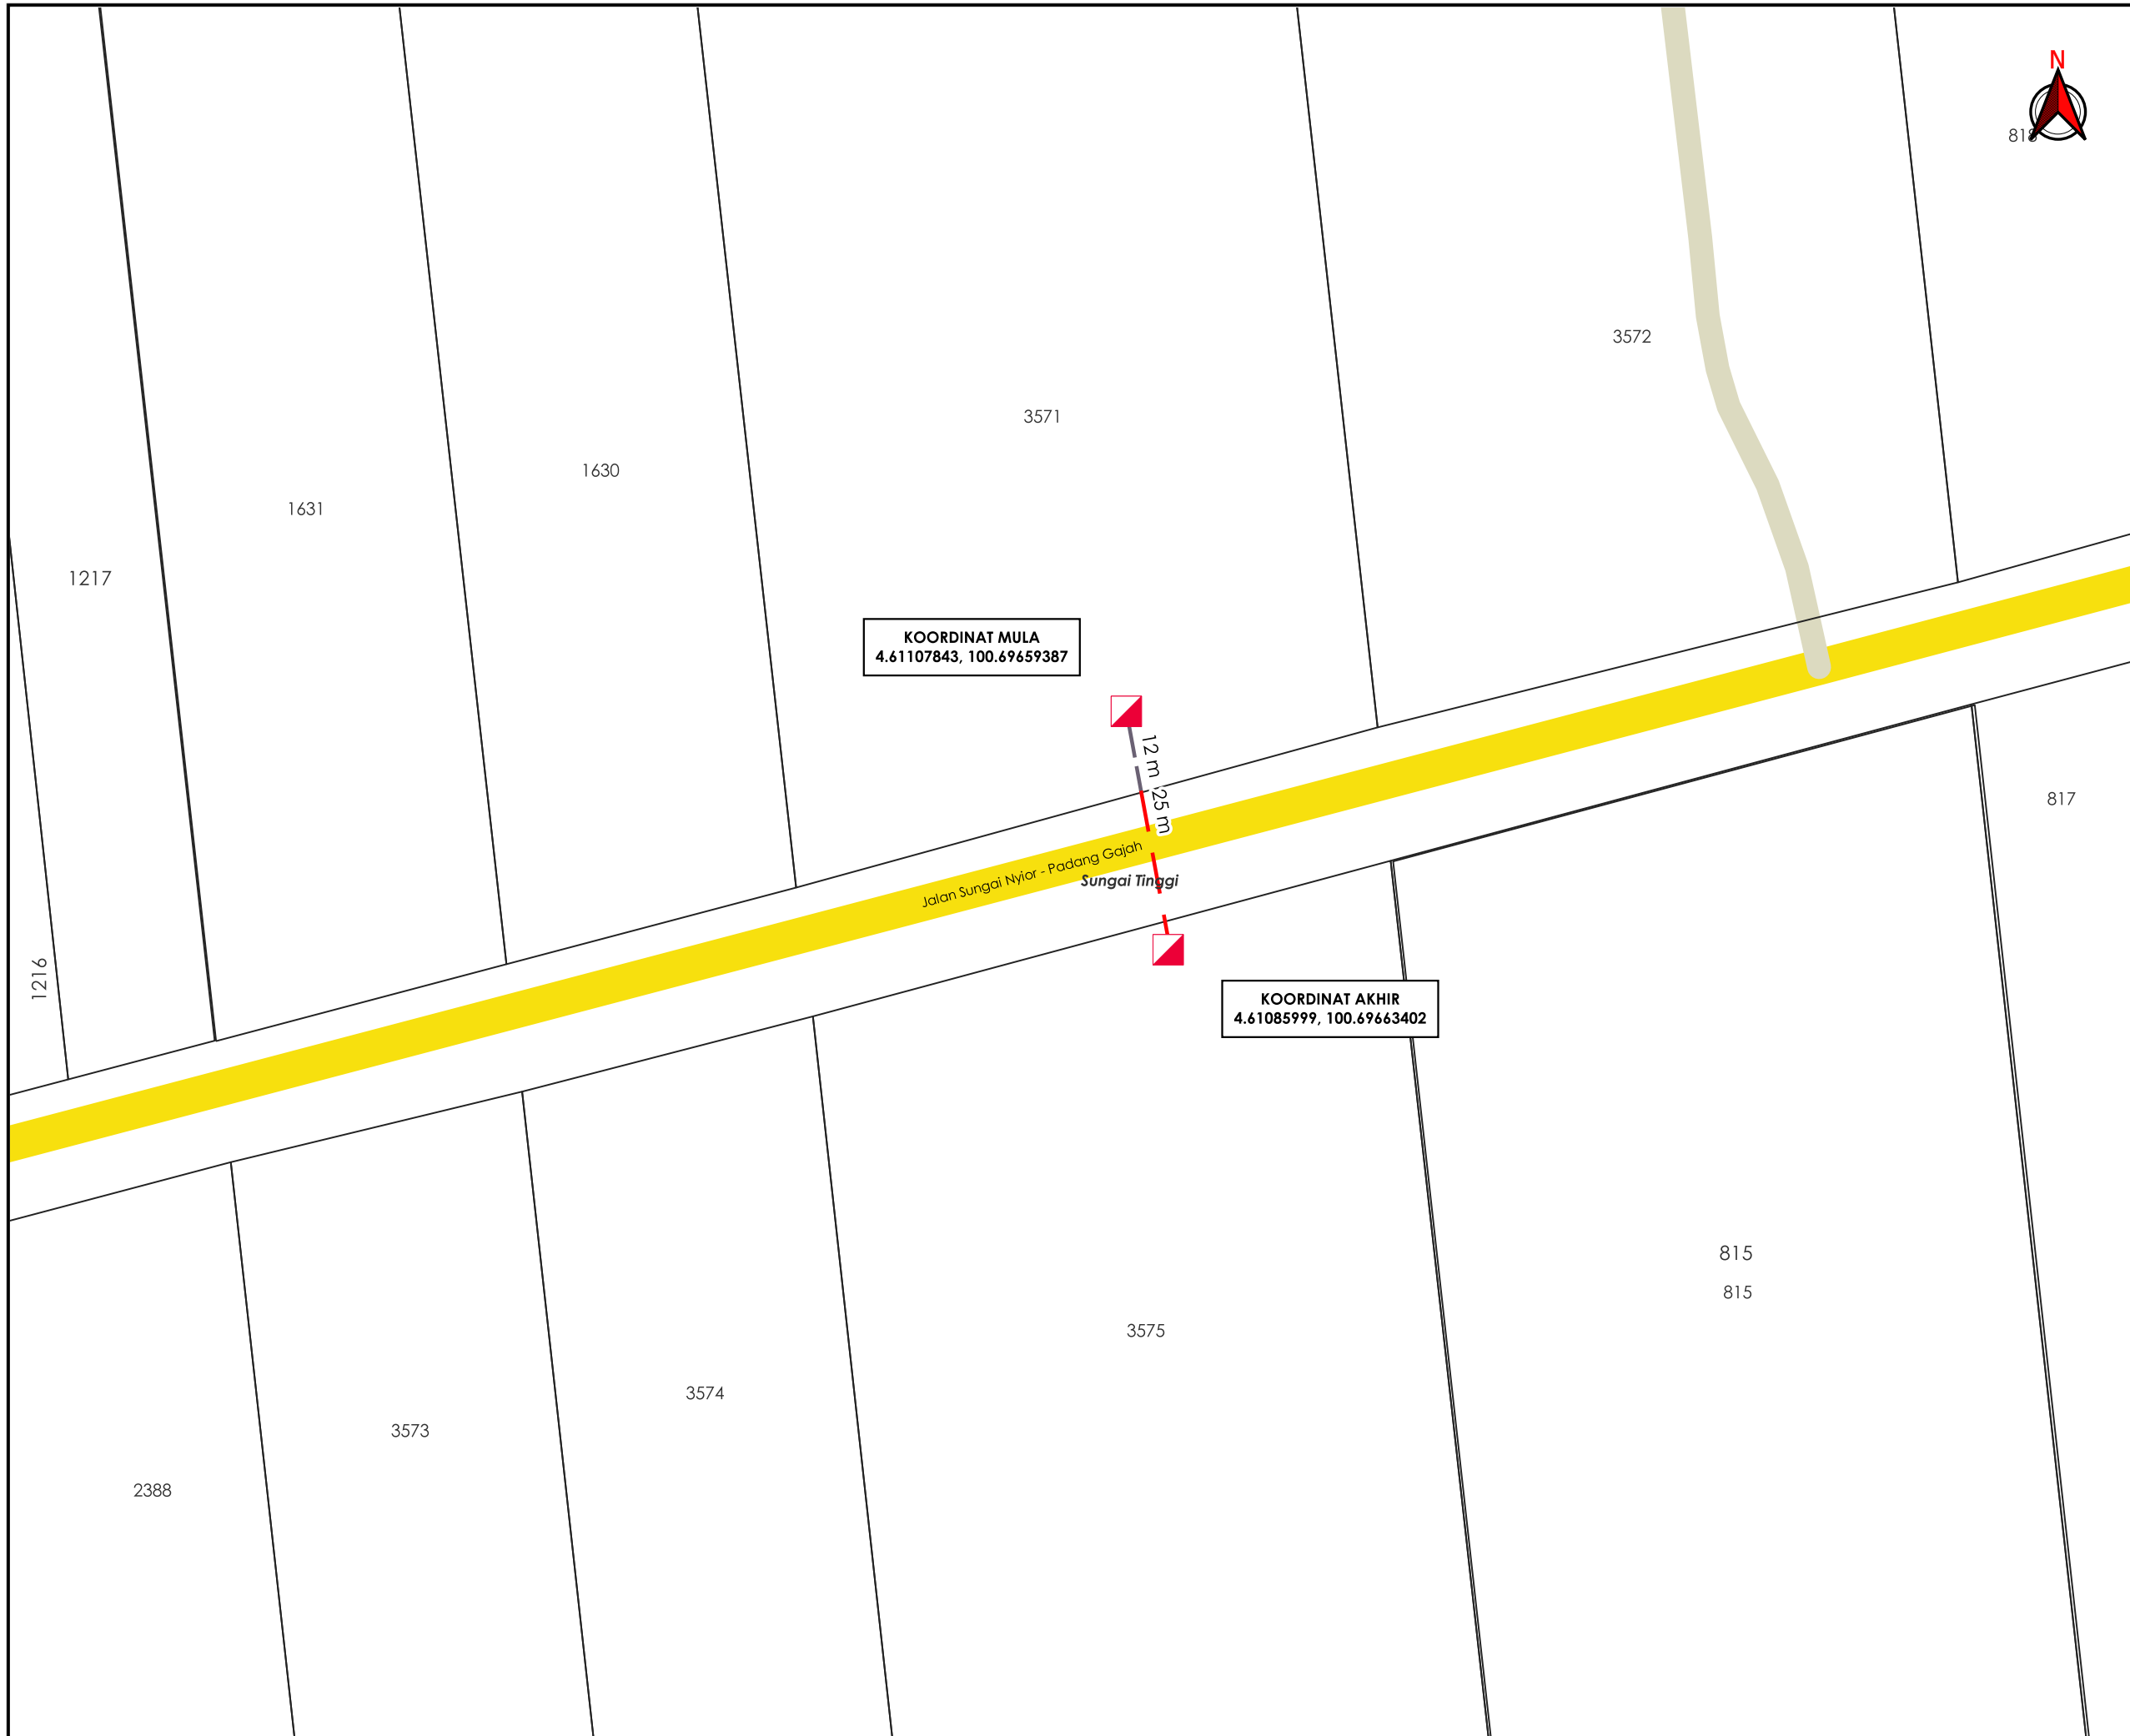 N
3572
3571
1630
1631
1217
KOORDINAT MULA
4.61107843, 100.69659387
12 m
25 m
817
Jalan Sungai Nyior - Padang Gajah
Sungai Tinggi
1216
KOORDINAT AKHIR
4.61085999, 100.69663402
815
815
3575
3574
3573
2388